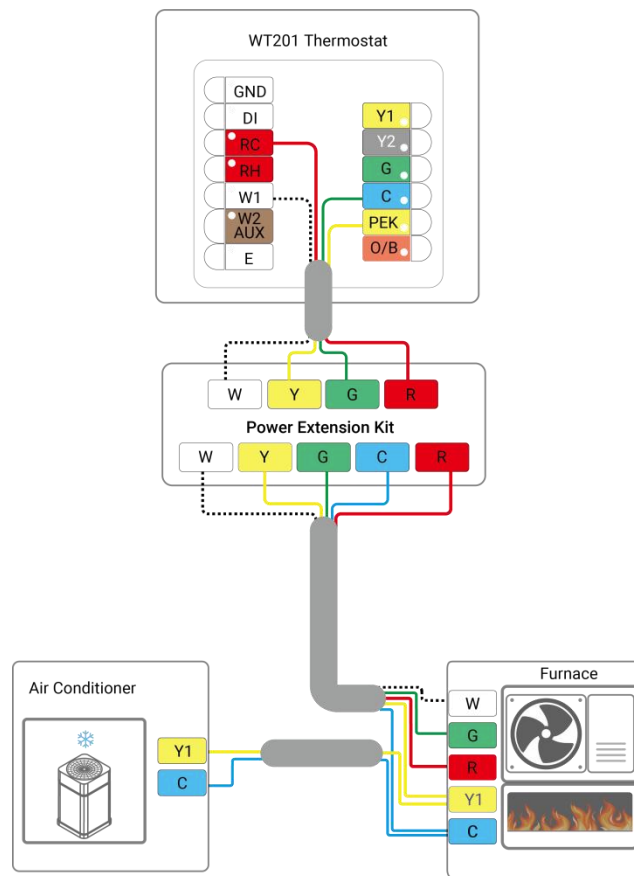 WT201 Thermostat
GND
DI
RC
RH
W1
W2
AUX
E
Y1
Y2
G
C
PEK
O/B
W
Y
G
R
Power Extension Kit
W
Y
G
C
R
Air Conditioner
Y1
C
Furnace
W
G
R
Y1
C